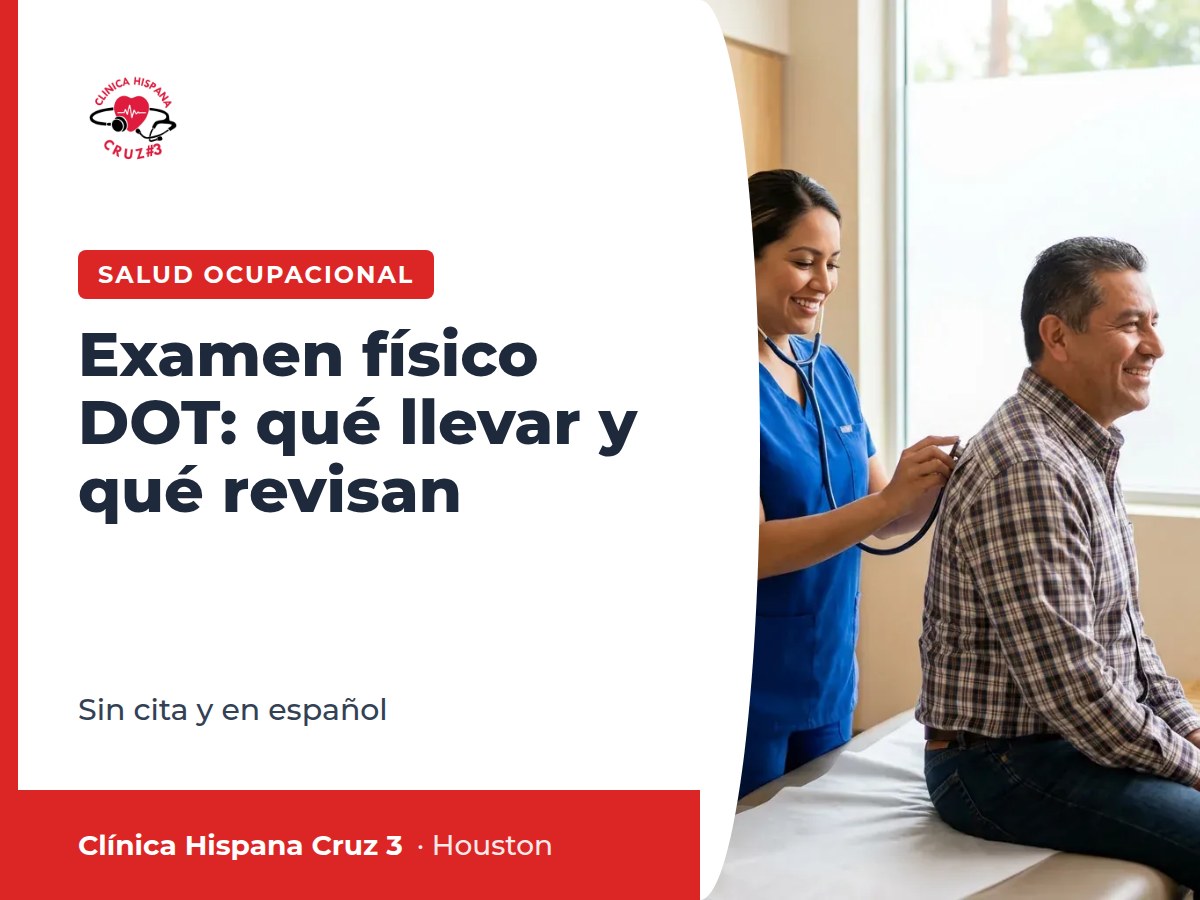 CLINICA HISPANA
CRUZ#3
SALUD OCUPACIONAL
Examen físico
DOT: qué llevar y
qué revisan
Sin cita y en español
Clínica Hispana Cruz 3 · Houston